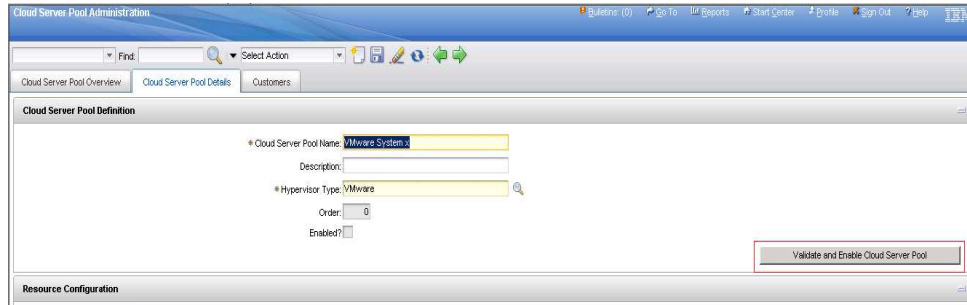 Cloud Server Pool Administration
Bulletins: (0) Go To Reports Start Center Profile Sign Out Help IBM
Find: Select Action
Cloud Server Pool Overview Cloud Server Pool Details Customers
Cloud Server Pool Definition
* Cloud Server Pool Name: VMware System x
Description:
* Hypervisor Type: VMware
Order: 0
Enabled?
Validate and Enable Cloud Server Pool
Resource Configuration